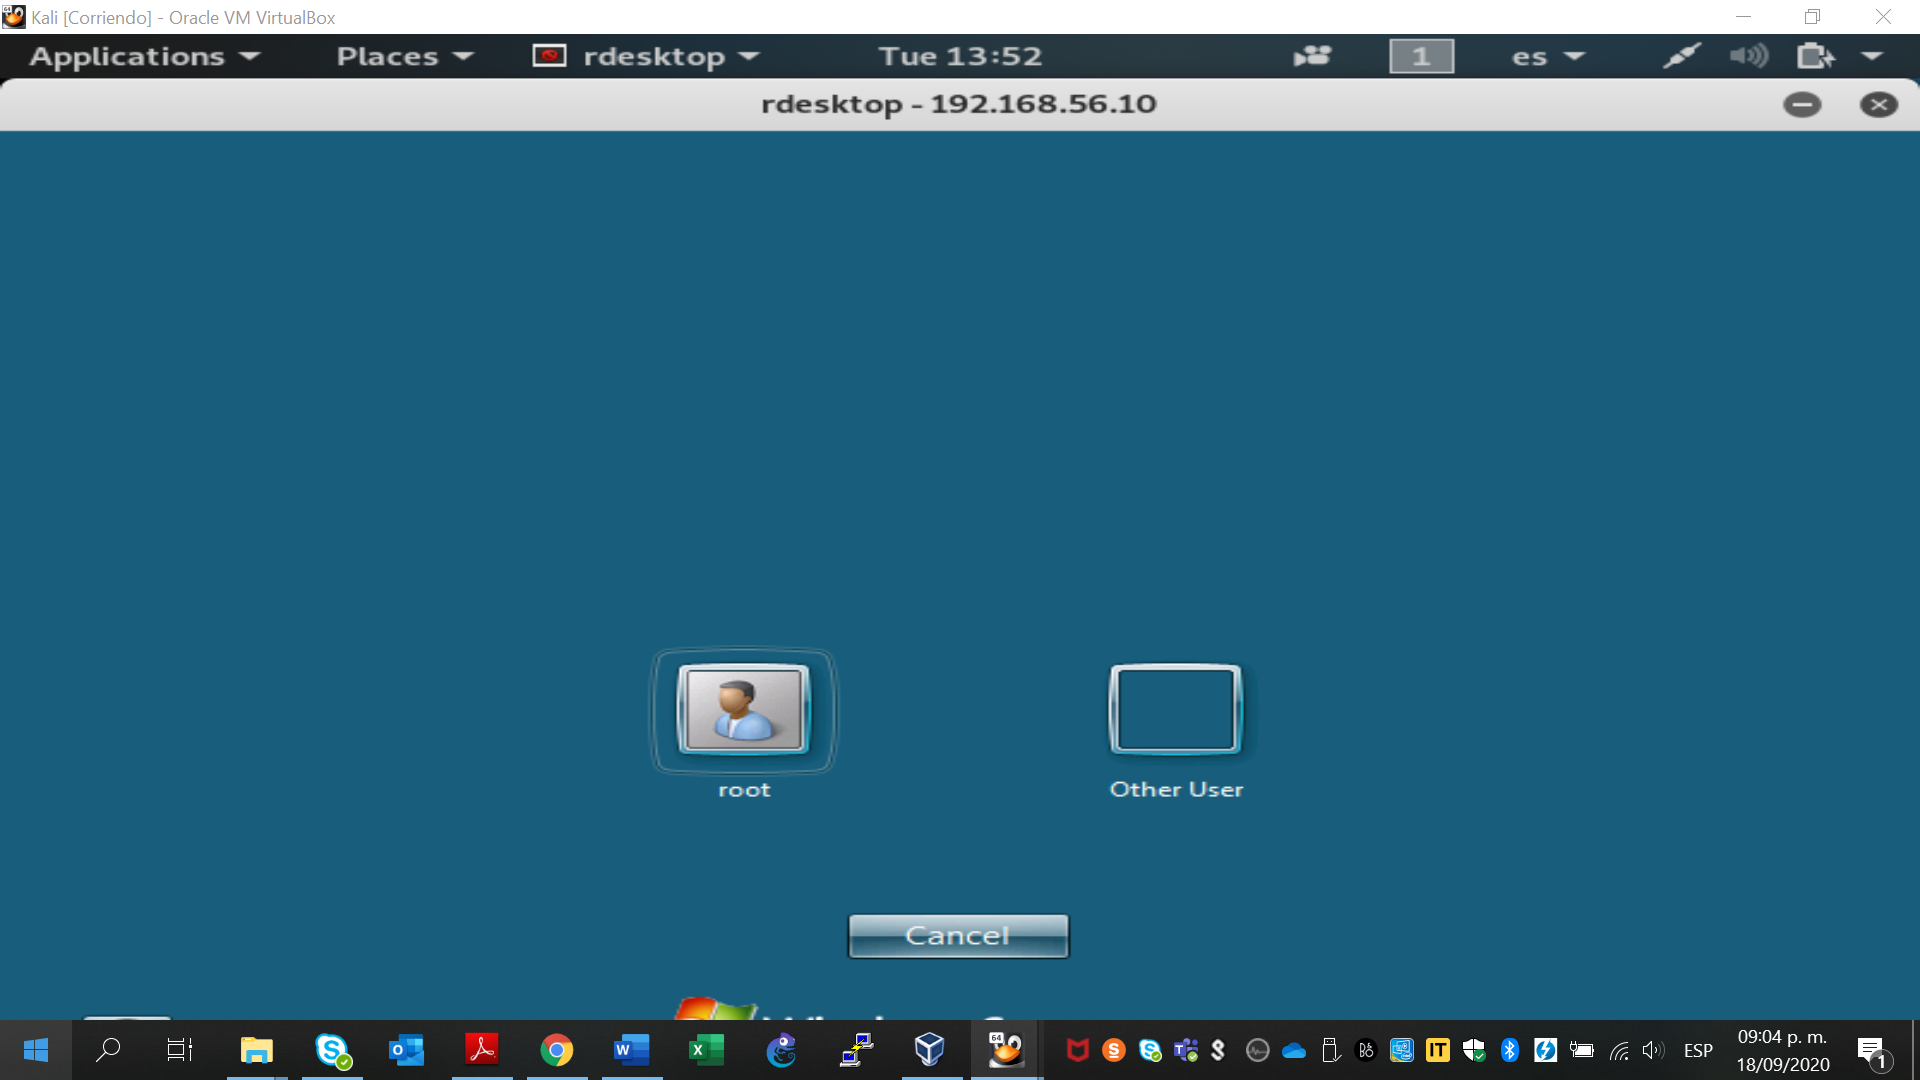 Kali [Corriendo] - Oracle VM VirtualBox
Applications Places rdesktop Tue 13:52 1 es
rdesktop - 192.168.56.10
root Other User
Cancel
09:04 p. m.
ESP
18/09/2020
1